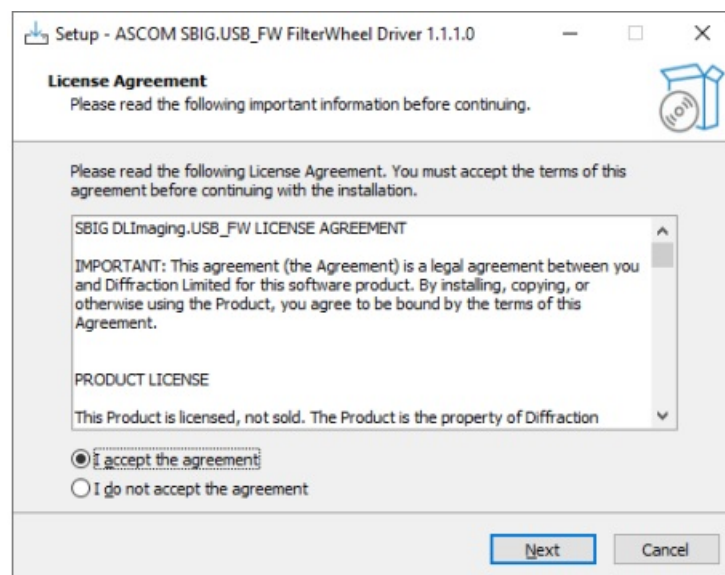 Setup - ASCOM SBIG.USB_FW FilterWheel Driver 1.1.1.0
License Agreement
Please read the following important information before continuing.
Please read the following License Agreement. You must accept the terms of this
agreement before continuing with the installation.
SBIG DLImaging.USB_FW LICENSE AGREEMENT
IMPORTANT: This agreement (the Agreement) is a legal agreement between you
and Diffraction Limited for this software product. By installing, copying, or
otherwise using the Product, you agree to be bound by the terms of this
Agreement.
PRODUCT LICENSE
This Product is licensed, not sold. The Product is the property of Diffraction
I accept the agreement
I do not accept the agreement
Next
Cancel